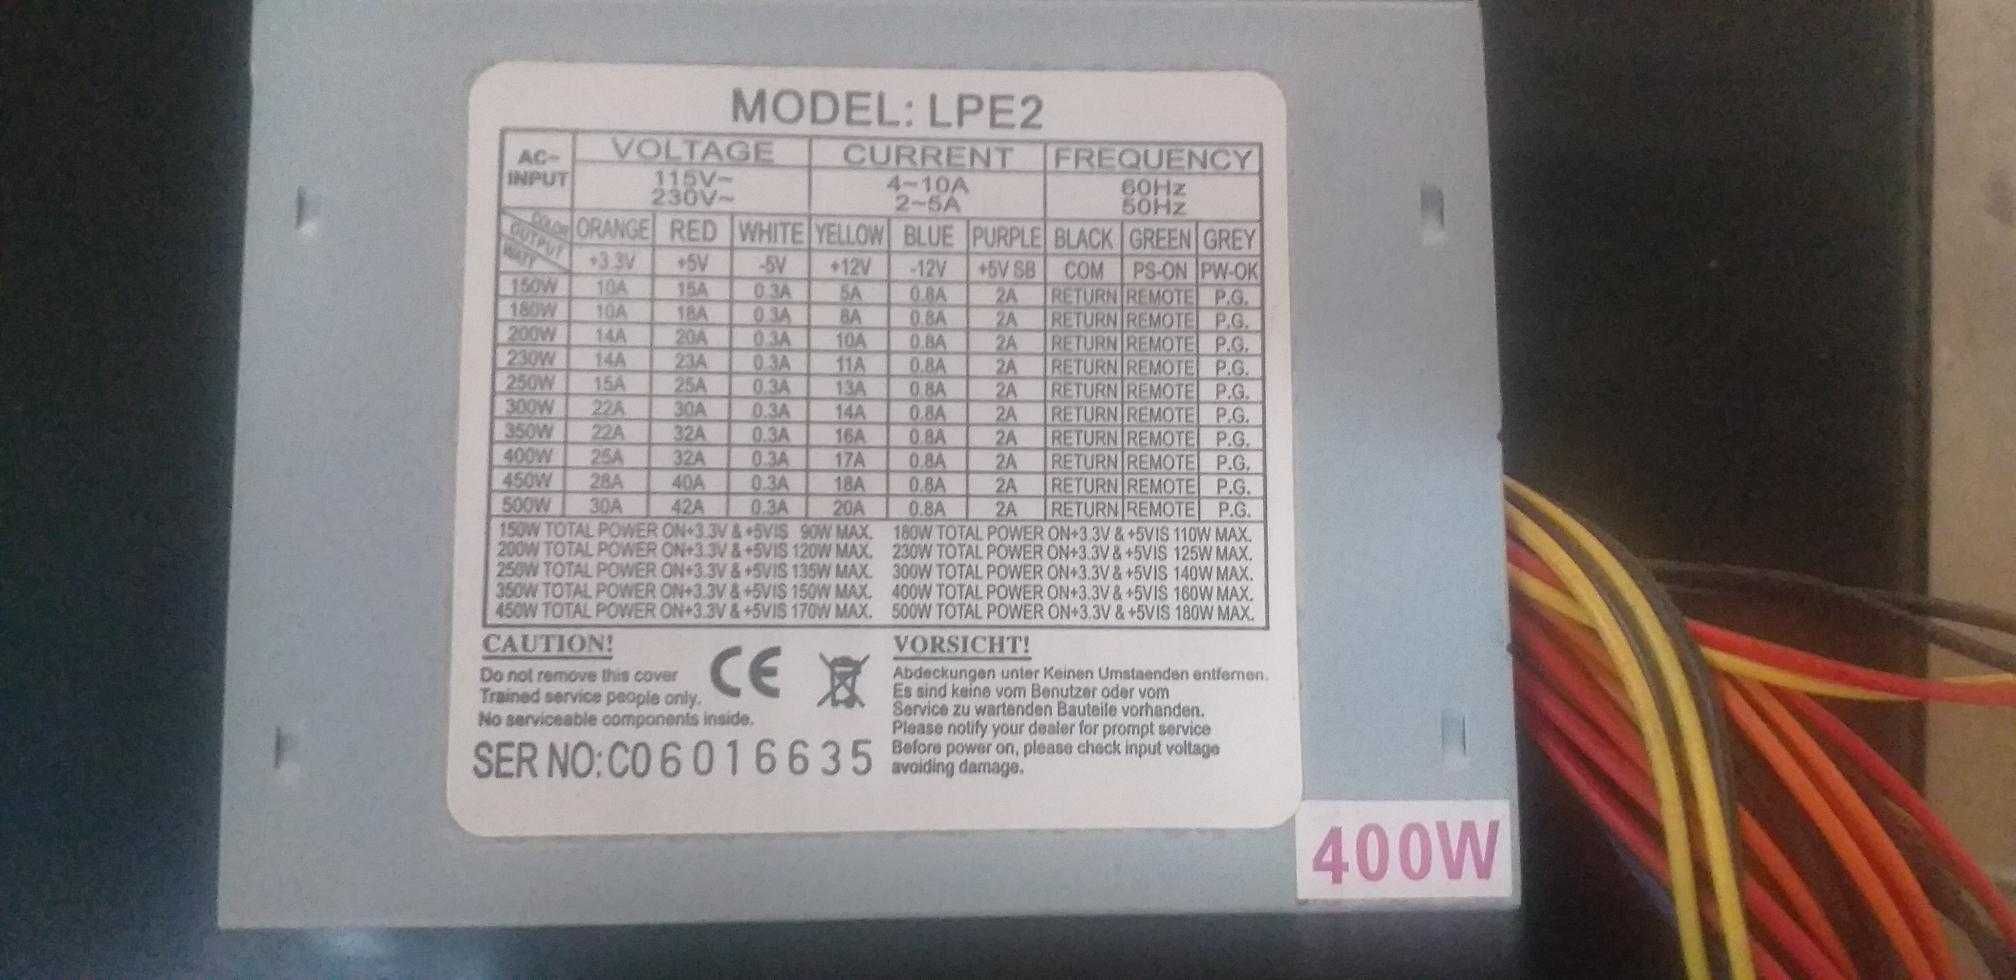 MODEL: LPE2
AC~ INPUT VOLTAGE CURRENT FREQUENCY
115V~ 4~10A 60Hz
230V~ 2~5A 50Hz
COLOR OUTPUT WATT ORANGE RED WHITE YELLOW BLUE PURPLE BLACK GREEN GREY
+3.3V +5V -5V +12V -12V +5V SB COM PS-ON PW-OK
150W 10A 15A 0.3A 5A 0.8A 2A RETURN REMOTE P.G.
180W 10A 18A 0.3A 8A 0.8A 2A RETURN REMOTE P.G.
200W 14A 20A 0.3A 10A 0.8A 2A RETURN REMOTE P.G.
230W 14A 23A 0.3A 11A 0.8A 2A RETURN REMOTE P.G.
250W 15A 25A 0.3A 13A 0.8A 2A RETURN REMOTE P.G.
300W 22A 30A 0.3A 14A 0.8A 2A RETURN REMOTE P.G.
350W 22A 32A 0.3A 16A 0.8A 2A RETURN REMOTE P.G.
400W 25A 32A 0.3A 17A 0.8A 2A RETURN REMOTE P.G.
450W 28A 40A 0.3A 18A 0.8A 2A RETURN REMOTE P.G.
500W 30A 42A 0.3A 20A 0.8A 2A RETURN REMOTE P.G.
150W TOTAL POWER ON+3.3V & +5VIS 90W MAX. 180W TOTAL POWER ON+3.3V & +5VIS 110W MAX.
200W TOTAL POWER ON+3.3V & +5VIS 120W MAX. 230W TOTAL POWER ON+3.3V & +5VIS 125W MAX.
250W TOTAL POWER ON+3.3V & +5VIS 135W MAX. 300W TOTAL POWER ON+3.3V & +5VIS 140W MAX.
350W TOTAL POWER ON+3.3V & +5VIS 150W MAX. 400W TOTAL POWER ON+3.3V & +5VIS 160W MAX.
450W TOTAL POWER ON+3.3V & +5VIS 170W MAX. 500W TOTAL POWER ON+3.3V & +5VIS 180W MAX.
CAUTION!
Do not remove this cover
Trained service people only.
No serviceable components inside.
CE
SER NO:C06016635
VORSICHT!
Abdeckungen unter Keinen Umstaenden entfernen.
Es sind keine vom Benutzer oder vom
Service zu wartenden Bauteile vorhanden.
Please notify your dealer for prompt service
Before power on, please check input voltage
avoiding damage.
400W